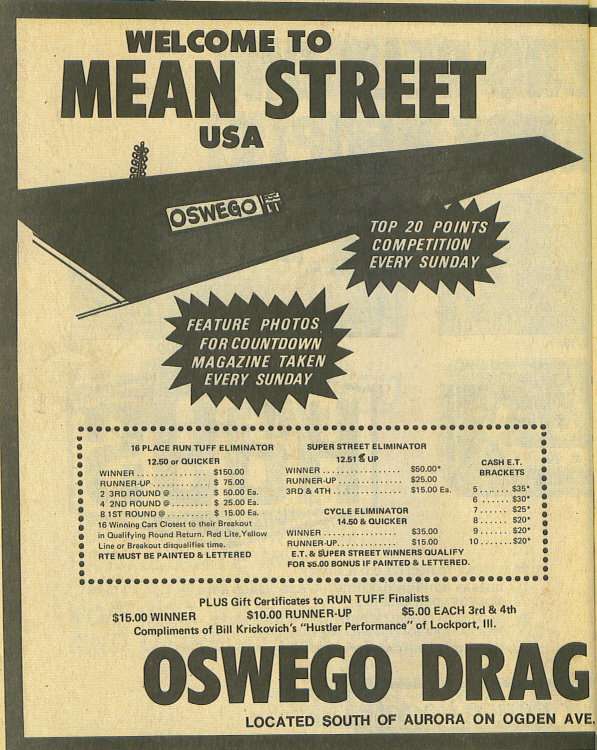 WELCOME TO
MEAN STREET
USA
OSWEGO
TOP 20 POINTS
COMPETITION
EVERY SUNDAY
FEATURE PHOTOS
FOR COUNTDOWN
MAGAZINE TAKEN
EVERY SUNDAY
16 PLACE RUN TUFF ELIMINATOR
12.50 or QUICKER
WINNER .................. $150.00
RUNNER-UP ............. $ 75.00
2 3RD ROUND @ ........ $ 50.00 Ea.
4 2ND ROUND @ ........ $ 25.00 Ea.
8 1ST ROUND @ ........ $ 15.00 Ea.
16 Winning Cars Closest to their Breakout
in Qualifying Round Return. Red Lite,Yellow
Line or Breakout disqualifies time.
RTE MUST BE PAINTED & LETTERED
SUPER STREET ELIMINATOR
12.51 & UP
WINNER .................. $50.00*
RUNNER-UP ............. $25.00
3RD & 4TH ............... $15.00 Ea.
CYCLE ELIMINATOR
14.50 & QUICKER
WINNER .................. $35.00
RUNNER-UP ............. $15.00
E.T. & SUPER STREET WINNERS QUALIFY
FOR $5.00 BONUS IF PAINTED & LETTERED.
CASH E.T.
BRACKETS
5 ...... $35*
6 ...... $30*
7 ...... $25*
8 ...... $20*
9 ...... $20*
10 ..... $20*
PLUS Gift Certificates to RUN TUFF Finalists
$15.00 WINNER $10.00 RUNNER-UP $5.00 EACH 3rd & 4th
Compliments of Bill Krickovich's "Hustler Performance" of Lockport, Ill.
OSWEGO DRAG
LOCATED SOUTH OF AURORA ON OGDEN AVE.